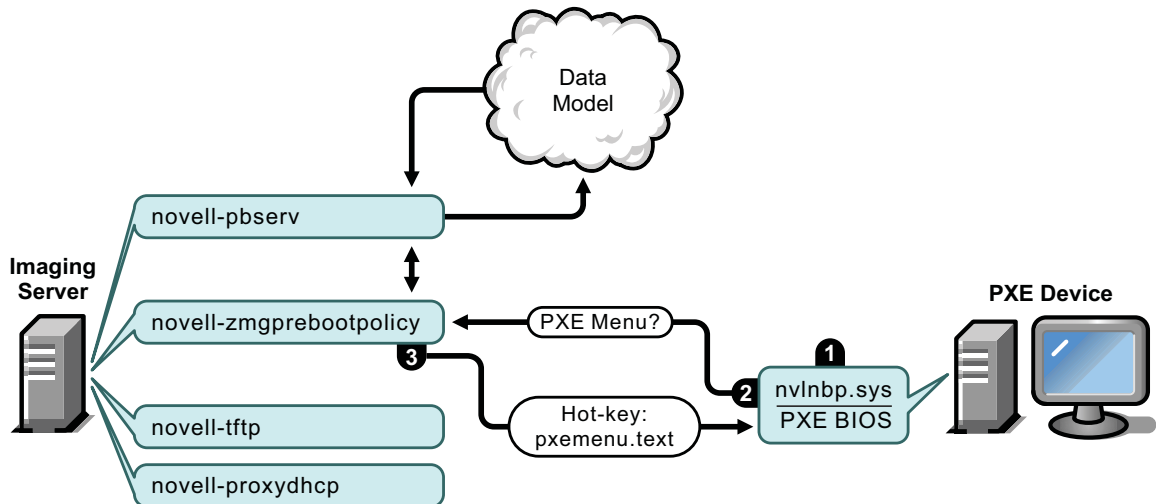 Data
Model
novell-pbserv
Imaging
Server
novell-zmgprebootpolicy
3
PXE Menu?
Hot-key:
pxemenu.text
1
2
nvlnbp.sys
PXE BIOS
PXE Device
novell-tftp
novell-proxydhcp